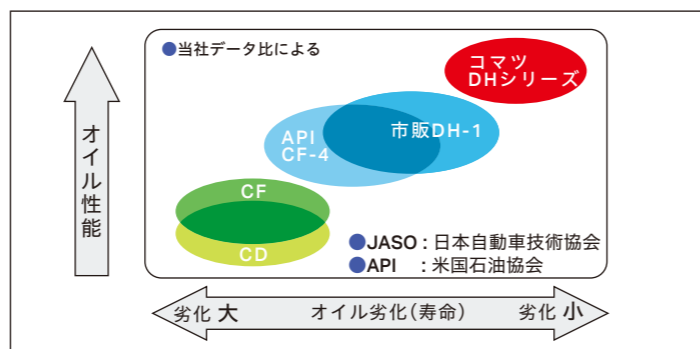 ●当社データ比による
コマツ
DHシリーズ
市販DH-1
API
CF-4
CF
CD
●JASO : 日本自動車技術協会
●API : 米国石油協会
オイル性能
劣化 大
オイル劣化(寿命)
劣化 小